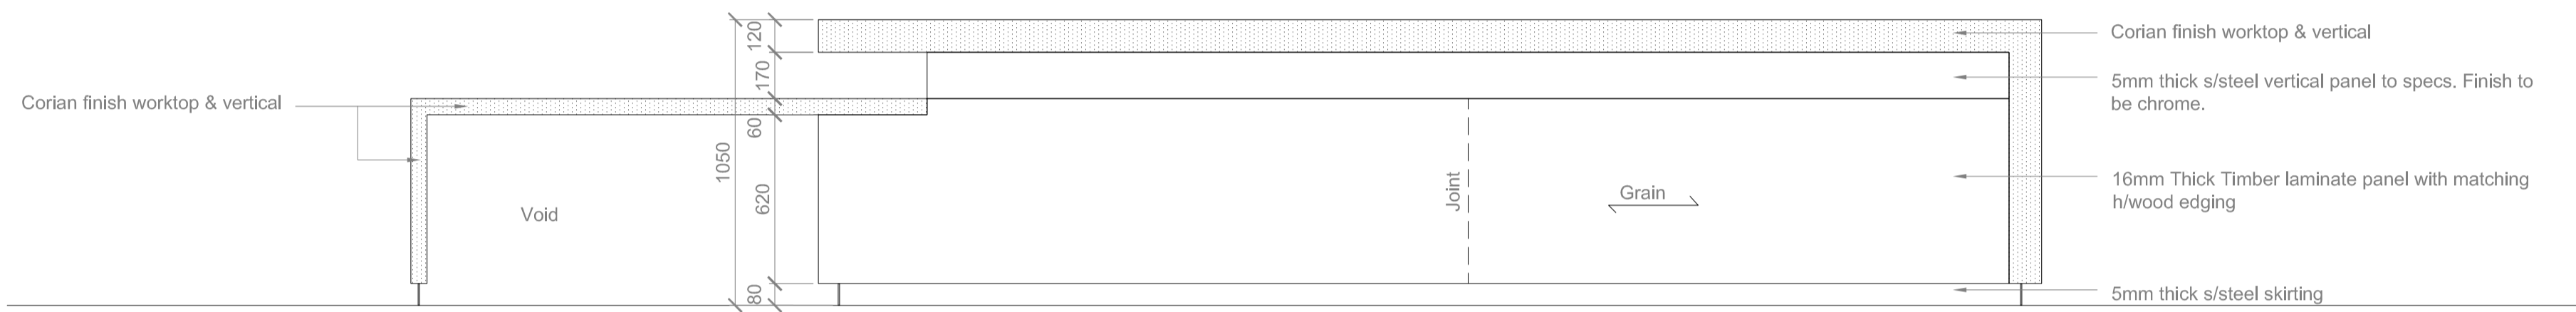 Corian finish worktop & vertical
Void
1050
120
170
60
620
80
Joint
Grain
Corian finish worktop & vertical
5mm thick s/steel vertical panel to specs. Finish to
be chrome.
16mm Thick Timber laminate panel with matching
h/wood edging
5mm thick s/steel skirting